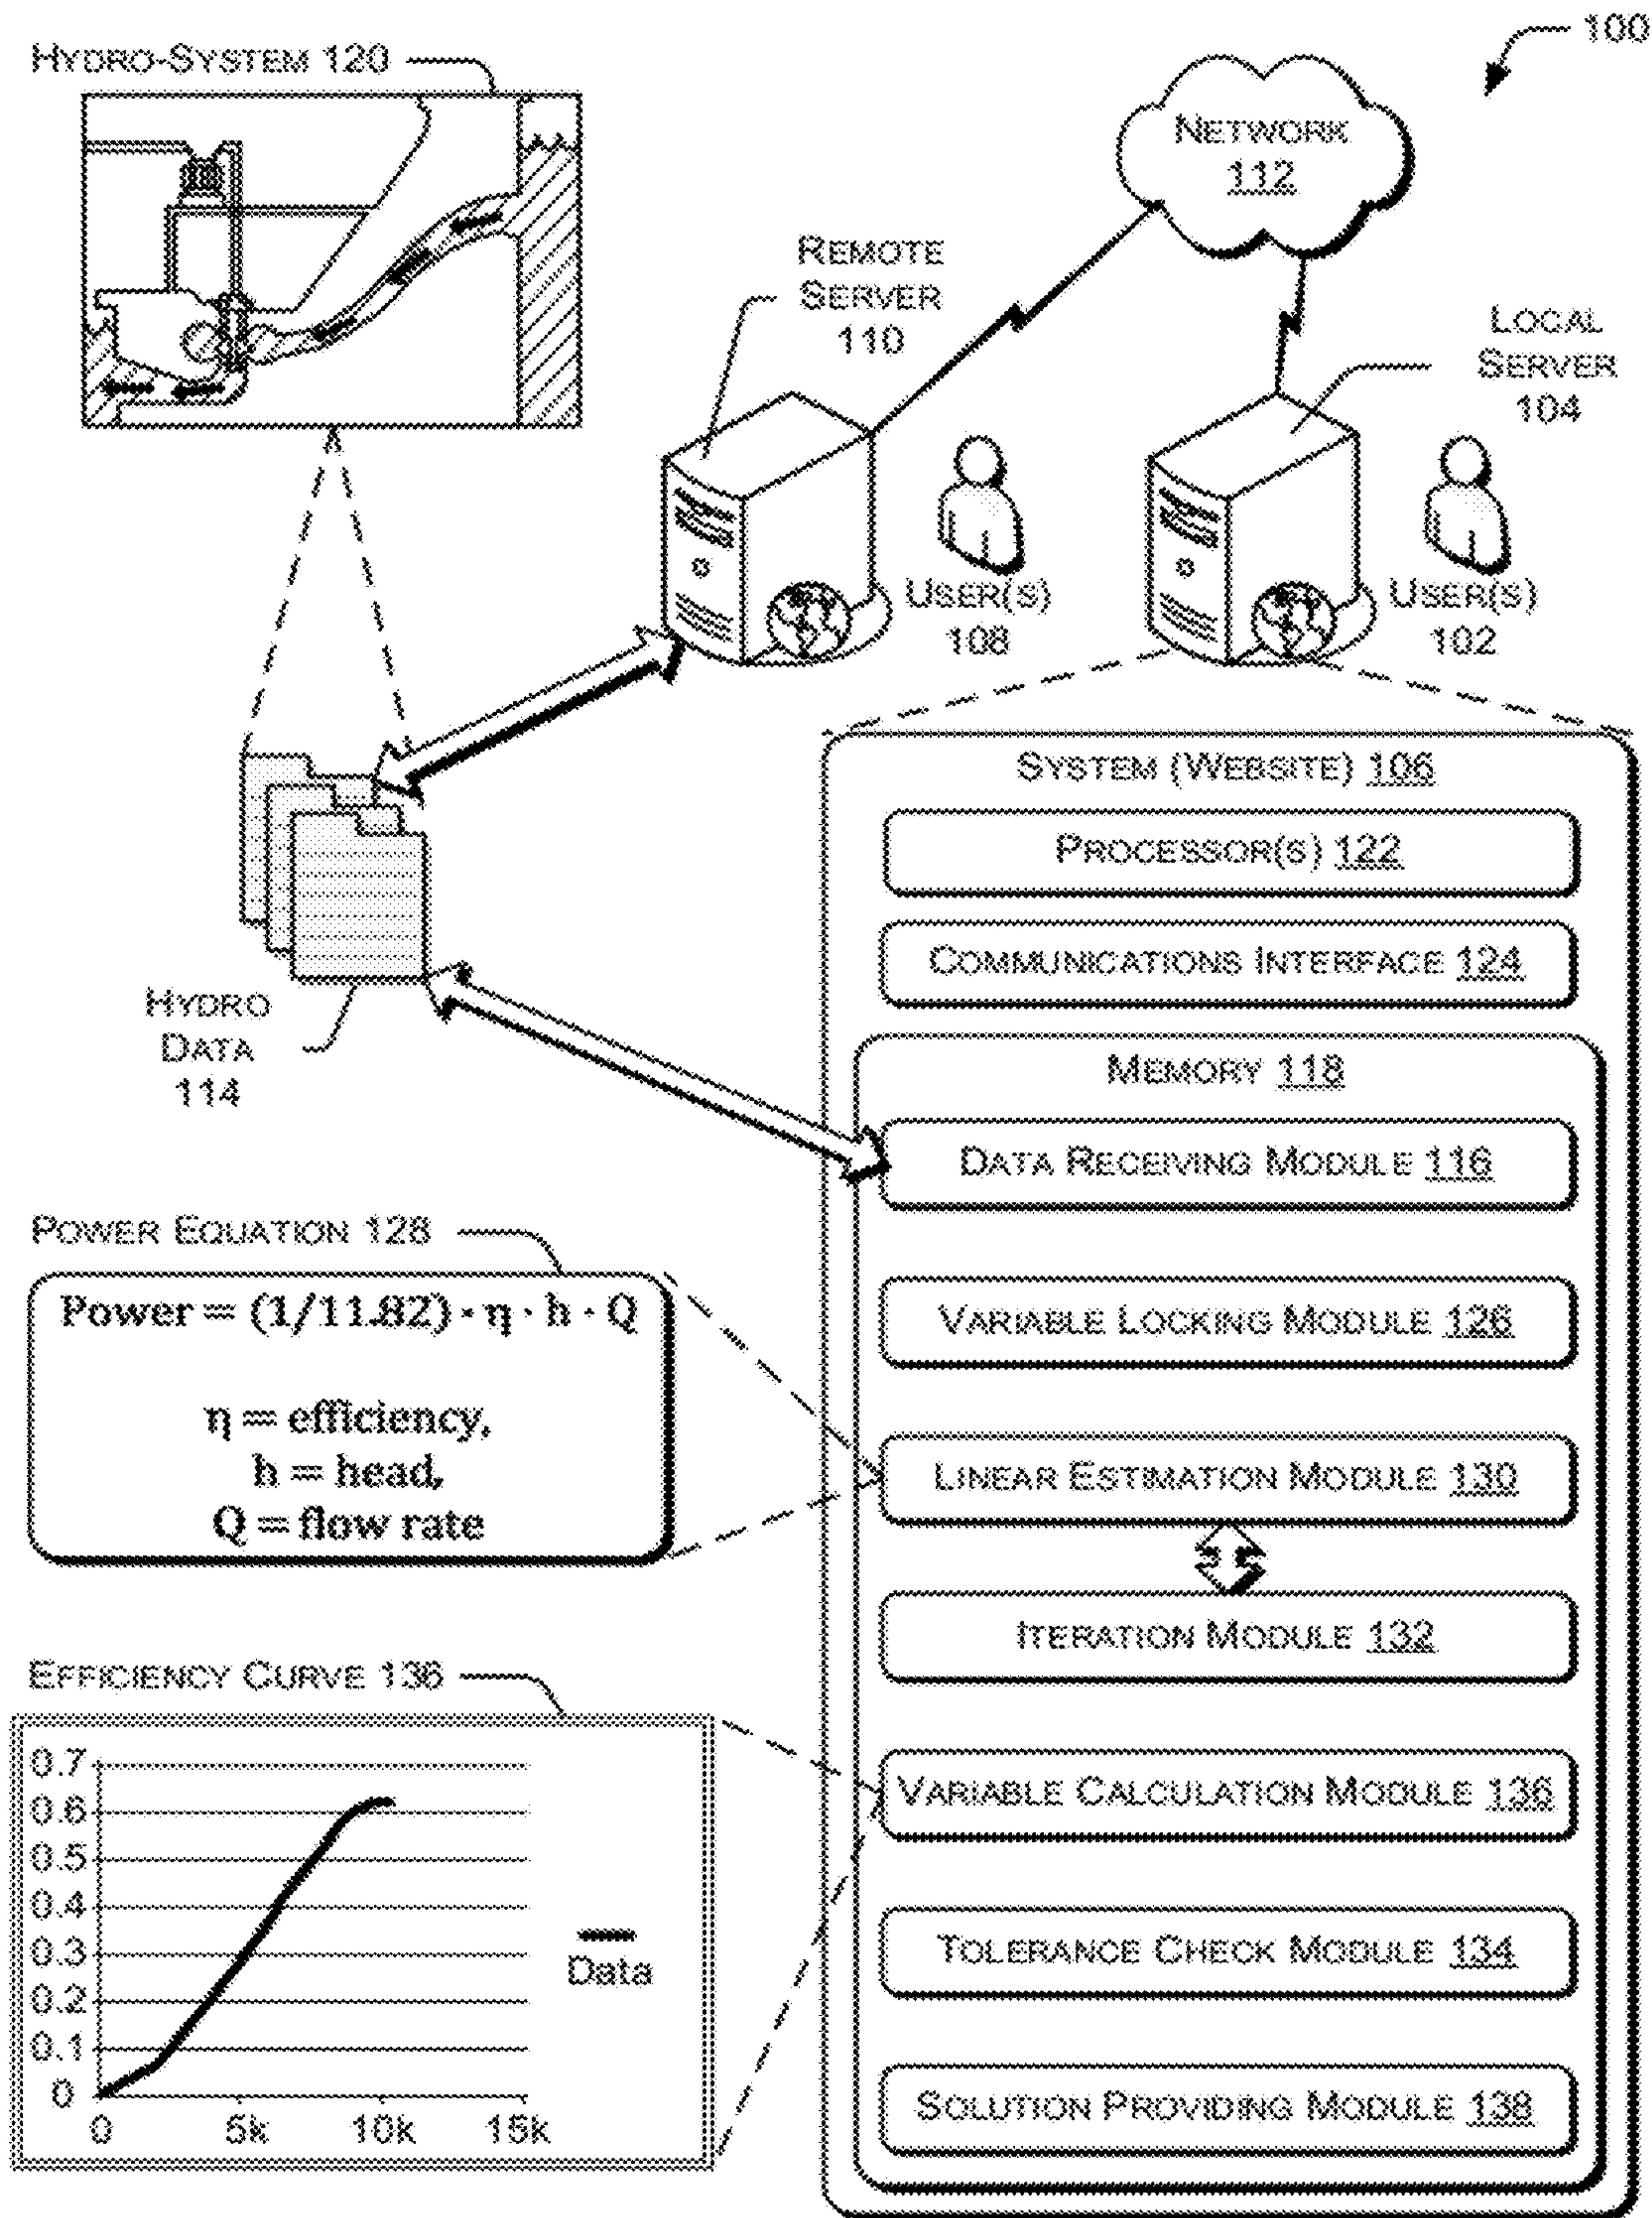 100
HYDRO-SYSTEM 120
NETWORK
112
REMOTE
SERVER
110
LOCAL
SERVER
104
USER(S)
108
USER(S)
102
SYSTEM (WEBSITE) 106
PROCESSOR(S) 122
COMMUNICATIONS INTERFACE 124
HYDRO
DATA
114
MEMORY 118
DATA RECEIVING MODULE 116
POWER EQUATION 128
Power = (1/11.82) · η · h · Q
η = efficiency,
h = head,
Q = flow rate
VARIABLE LOCKING MODULE 126
LINEAR ESTIMATION MODULE 130
ITERATION MODULE 132
EFFICIENCY CURVE 136
0.7
0.6
0.5
0.4
0.3
0.2
0.1
0
0 5k 10k 15k
Data
VARIABLE CALCULATION MODULE 136
TOLERANCE CHECK MODULE 134
SOLUTION PROVIDING MODULE 138